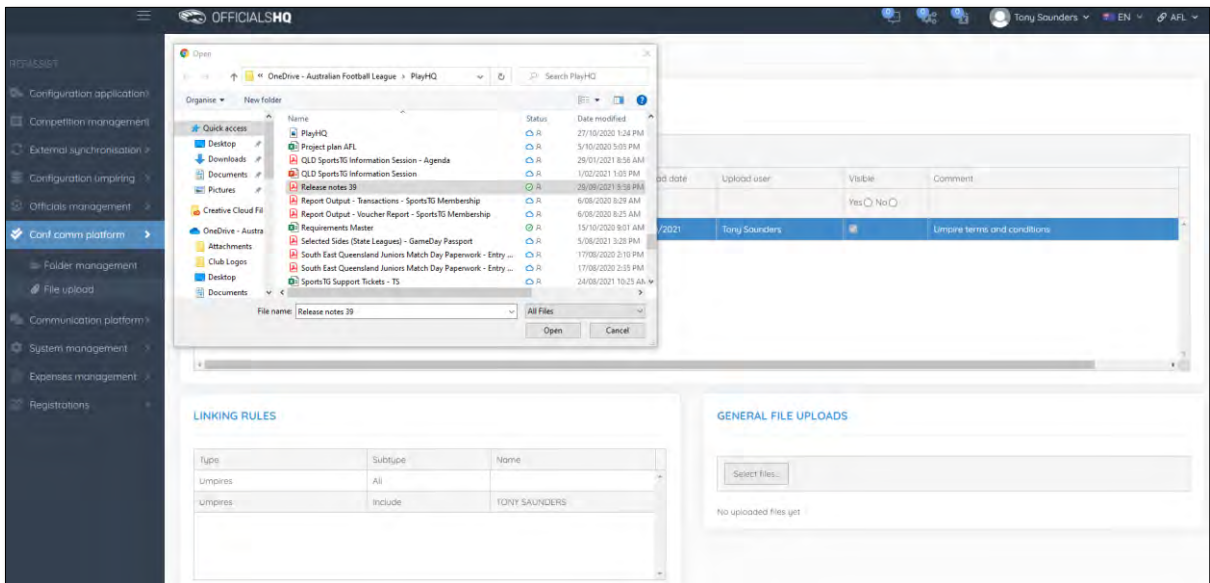 OFFICIALSHQ
Tony Saunders EN AFL
REFASSIST
Configuration application
Competition management
External synchronisation
Configuration umpiring
Officials management
Conf comm platform
Folder management
File upload
Communication platform
System management
Expenses management
Registrations
Open
« OneDrive - Australian Football League > PlayHQ
Search PlayHQ
Organise New folder
Quick access
Desktop
Downloads
Documents
Pictures
Creative Cloud Fil
OneDrive - Austra
Attachments
Club Logos
Desktop
Documents
Name Status Date modified
PlayHQ 27/10/2020 1:24 PM
Project plan AFL 5/10/2020 5:05 PM
QLD SportsTG Information Session - Agenda 29/01/2021 8:56 AM
QLD SportsTG Information Session 1/02/2021 1:03 PM
Release notes 39
Report Output - Transactions - SportsTG Membership 6/08/2020 8:29 AM
Report Output - Voucher Report - SportsTG Membership 6/08/2020 8:25 AM
Requirements Master 15/10/2020 9:01 AM
Selected Sides (State Leagues) - GameDay Passport 5/08/2021 3:28 PM
South East Queensland Juniors Match Day Paperwork - Entry ... 17/08/2020 2:10 PM
South East Queensland Juniors Match Day Paperwork - Entry ... 17/08/2020 2:35 PM
SportsTG Support Tickets - TS 24/08/2021 10:25 AM
File name: Release notes 39 All Files
Open Cancel
ad date Upload user Visible Comment
Yes No
/2021 Tony Saunders Umpire terms and conditions
LINKING RULES
Type Subtype Name
Umpires All
Umpires Include TONY SAUNDERS
GENERAL FILE UPLOADS
Select files...
No uploaded files yet